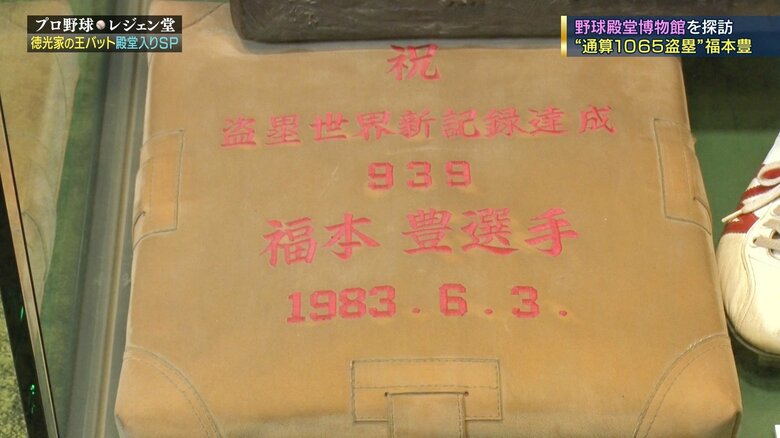 プロ野球レジェン堂
徳光家の王バット殿堂入りSP
野球殿堂博物館を探訪
“通算1065盗塁”福本豊
祝
盗塁世界新記録達成
939
福本 豊選手
1983.6.3.